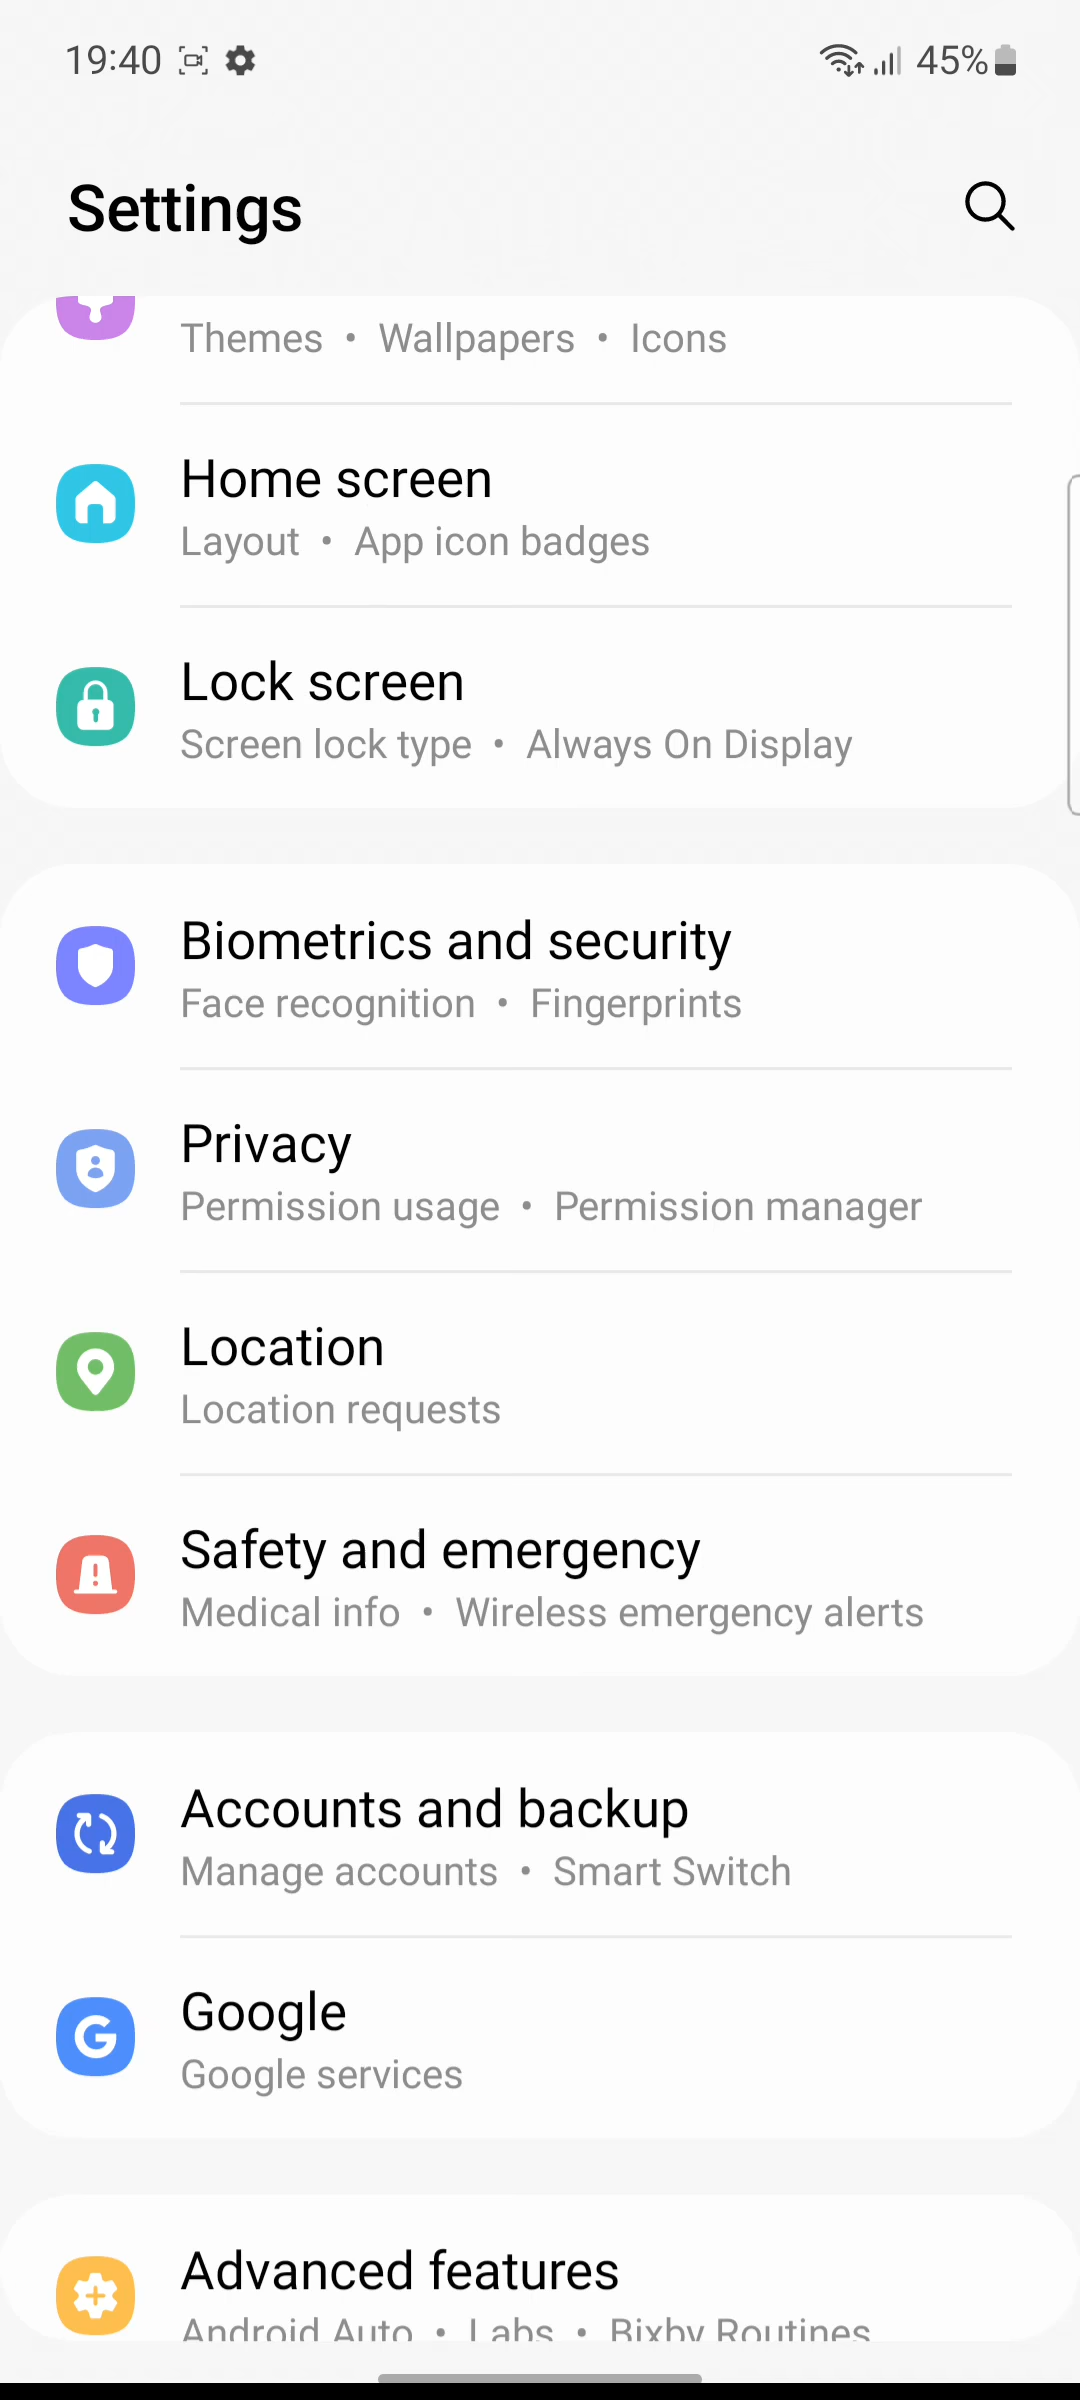 19:40
45%
Settings
Themes • Wallpapers • Icons
Home screen
Layout • App icon badges
Lock screen
Screen lock type • Always On Display
Biometrics and security
Face recognition • Fingerprints
Privacy
Permission usage • Permission manager
Location
Location requests
Safety and emergency
Medical info • Wireless emergency alerts
Accounts and backup
Manage accounts • Smart Switch
Google
Google services
Advanced features
Android Auto • Labs • Bixby Routines